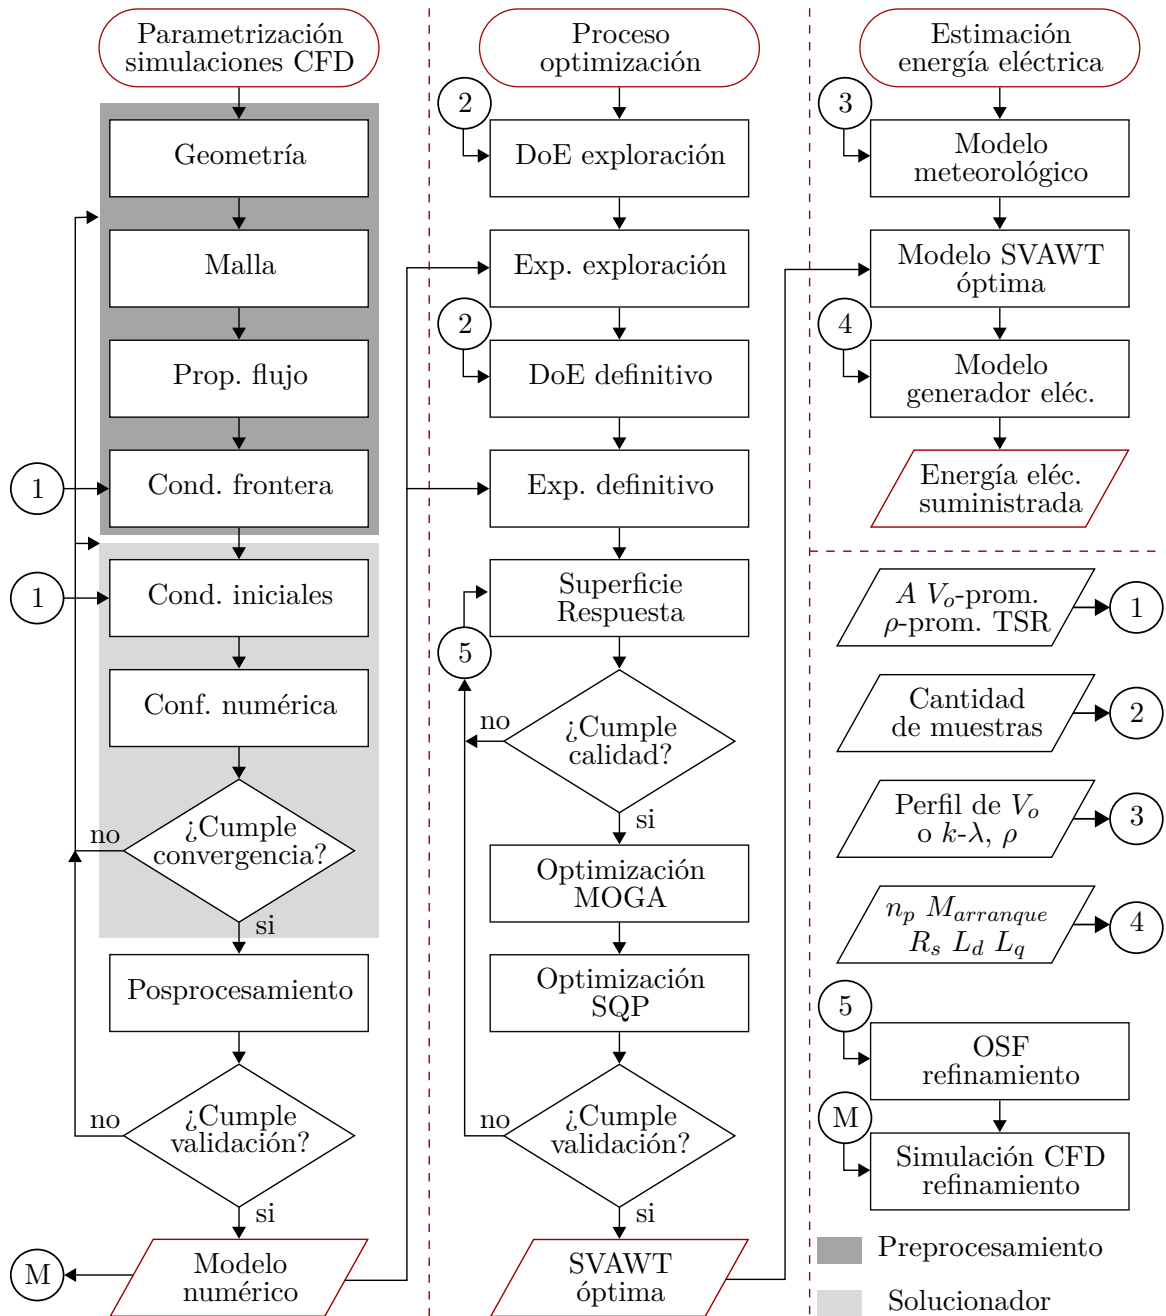 Parametrización
simulaciones CFD
Geometría
Malla
Prop. flujo
1
Cond. frontera
1
Cond. iniciales
Conf. numérica
¿Cumple
convergencia?
no
si
Posprocesamiento
¿Cumple
validación?
no
si
M
Modelo
numérico
Proceso
optimización
2
DoE exploración
Exp. exploración
2
DoE definitivo
Exp. definitivo
Superficie
Respuesta
5
¿Cumple
calidad?
no
si
Optimización
MOGA
Optimización
SQP
¿Cumple
validación?
no
si
SVAWT
óptima
Estimación
energía eléctrica
3
Modelo
meteorológico
Modelo SVAWT
óptima
4
Modelo
generador eléc.
Energía eléc.
suministrada
A V_o-prom.
ρ-prom. TSR
1
Cantidad
de muestras
2
Perfil de V_o
o k-λ, ρ
3
n_p M_arranque
R_s L_d L_q
4
5
OSF
refinamiento
M
Simulación CFD
refinamiento
Preprocesamiento
Solucionador